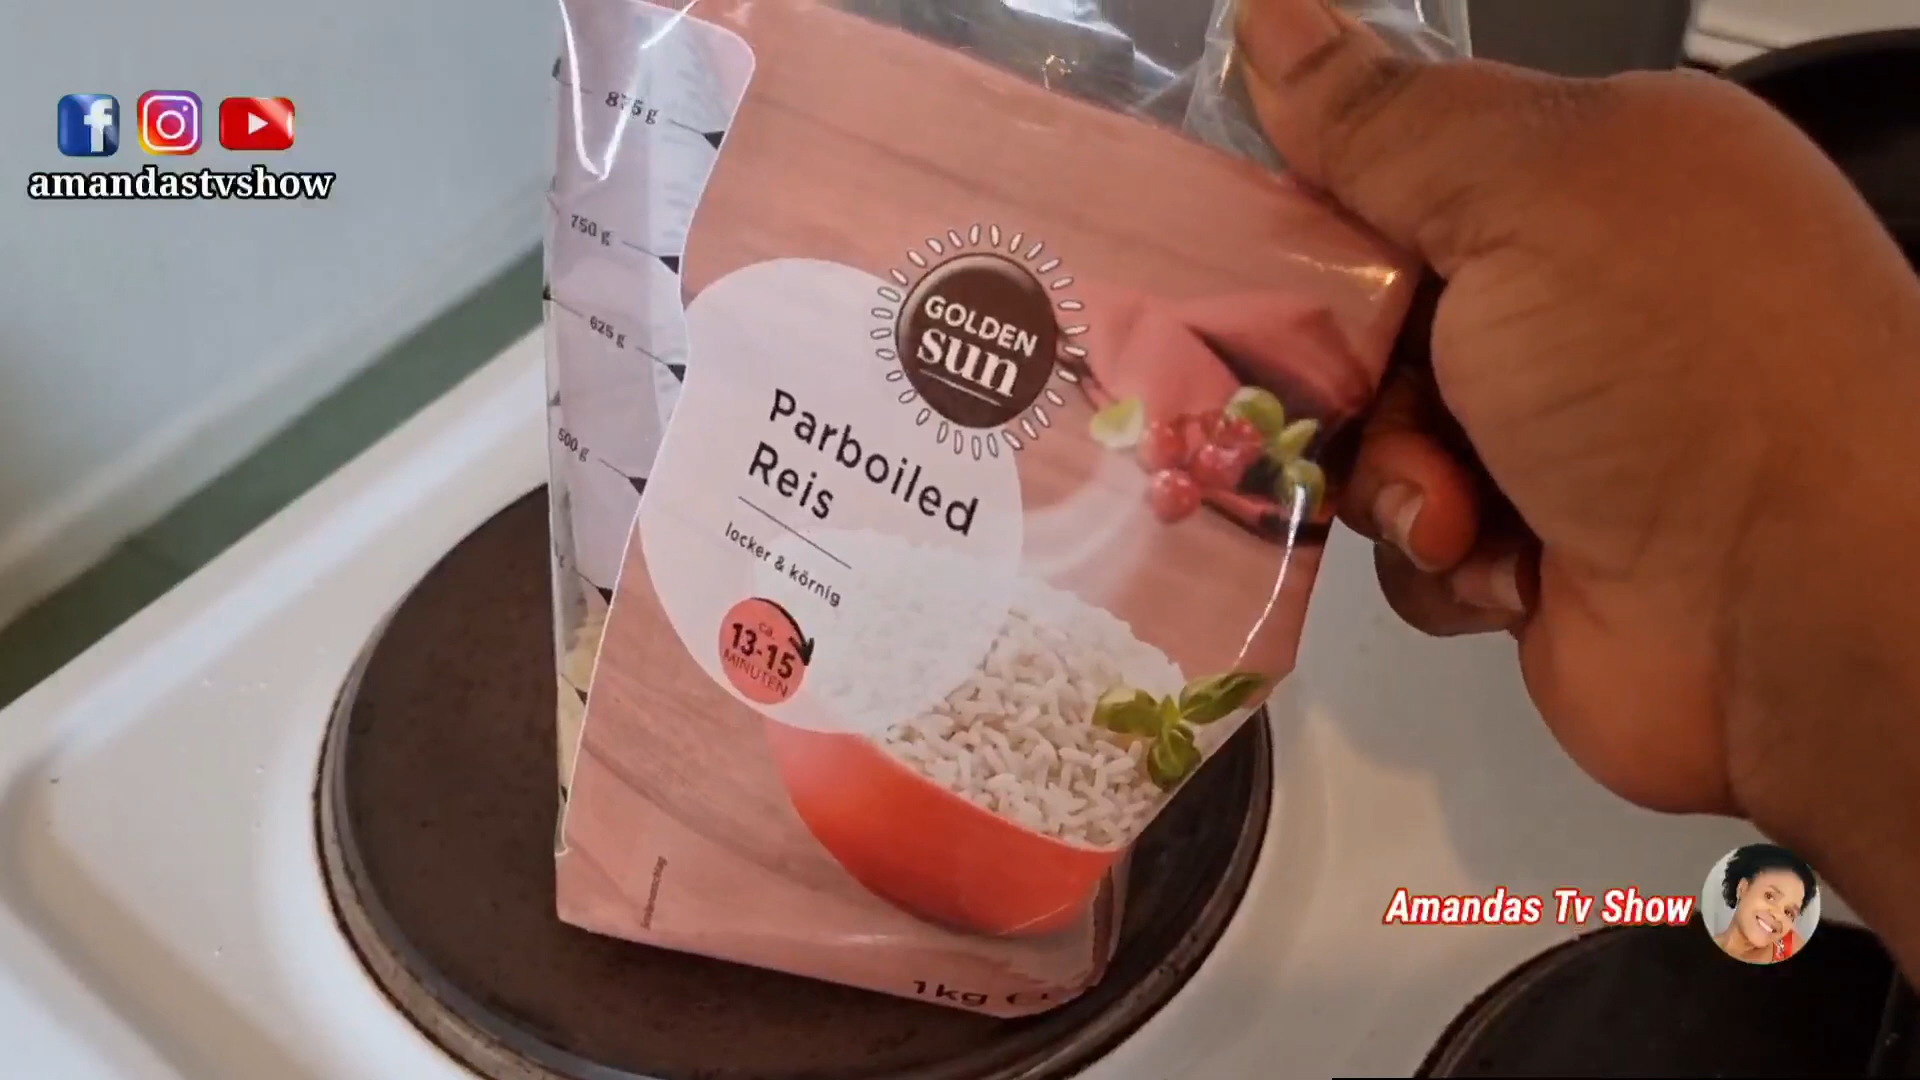 amandastvshow
875 g
750 g
625 g
500 g
GOLDEN
sun
Parboiled
Reis
locker & körnig
ca.
13-15
MINUTEN
1kg
Amandas Tv Show